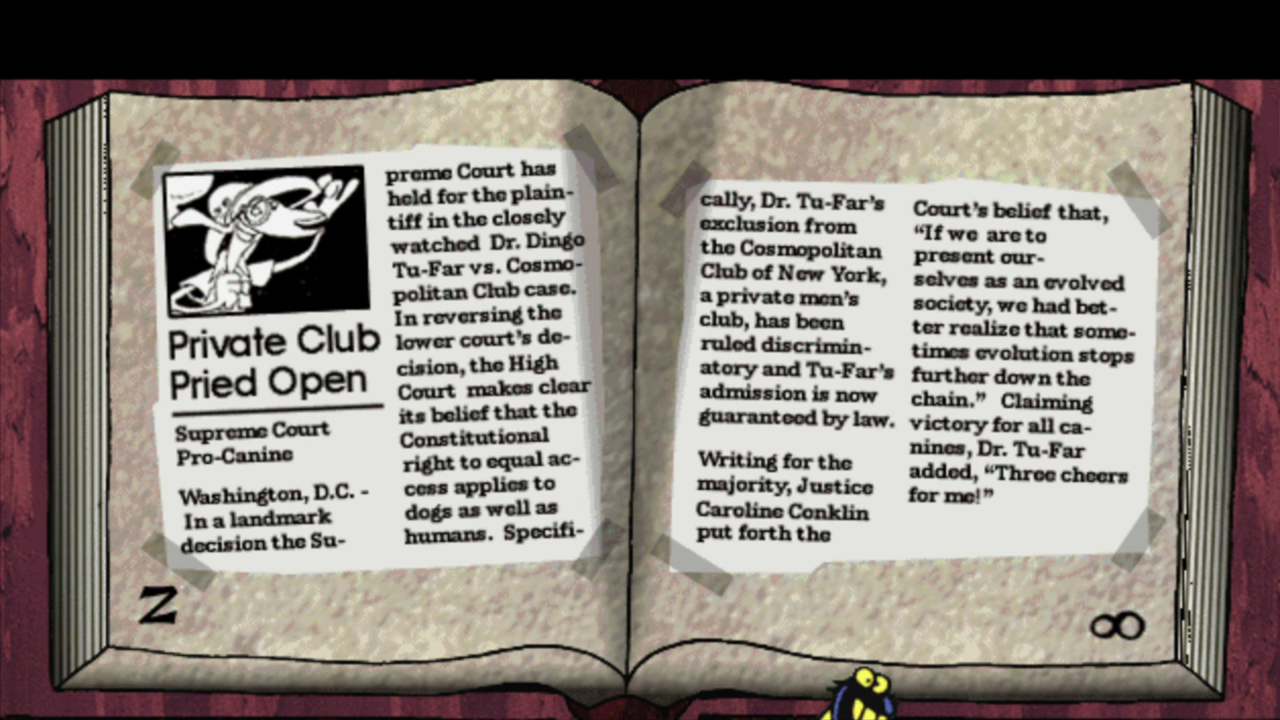 Private Club
Pried Open
Supreme Court
Pro-Canine
Washington, D.C. -
In a landmark
decision the Su-
preme Court has
held for the plain-
tiff in the closely
watched Dr. Dingo
Tu-Far vs. Cosmo-
politan Club case.
In reversing the
lower court's de-
cision, the High
Court makes clear
its belief that the
Constitutional
right to equal ac-
cess applies to
dogs as well as
humans. Specifi-
Z
cally, Dr. Tu-Far's
exclusion from
the Cosmopolitan
Club of New York,
a private men's
club, has been
ruled discrimin-
atory and Tu-Far's
admission is now
guaranteed by law.
Writing for the
majority, Justice
Caroline Conklin
put forth the
Court's belief that,
“If we are to
present our-
selves as an evolved
society, we had bet-
ter realize that some-
times evolution stops
further down the
chain.” Claiming
victory for all ca-
nines, Dr. Tu-Far
added, “Three cheers
for me!”
∞